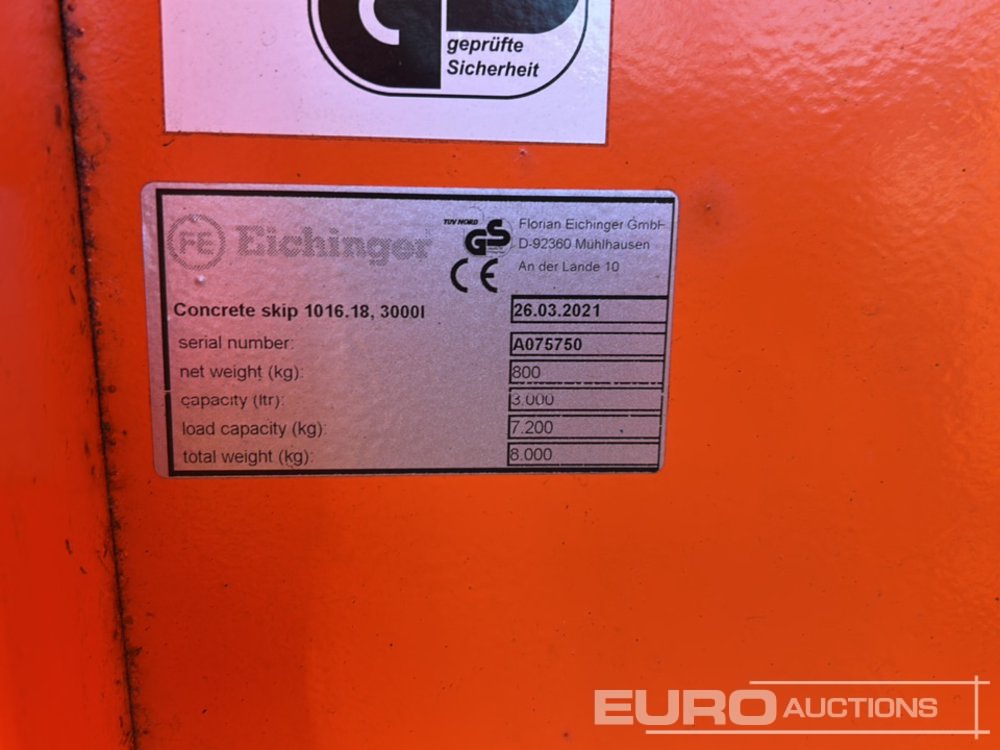 geprüfte
Sicherheit
FE Eichinger
TÜV NORD
GS
CE
Florian Eichinger GmbH
D-92360 Mühlhausen
An der Lände 10
Concrete skip 1016.18, 3000l 26.03.2021
serial number: A075750
net weight (kg): 800
capacity (ltr): 3.000
load capacity (kg): 7.200
total weight (kg): 8.000
EURO AUCTIONS